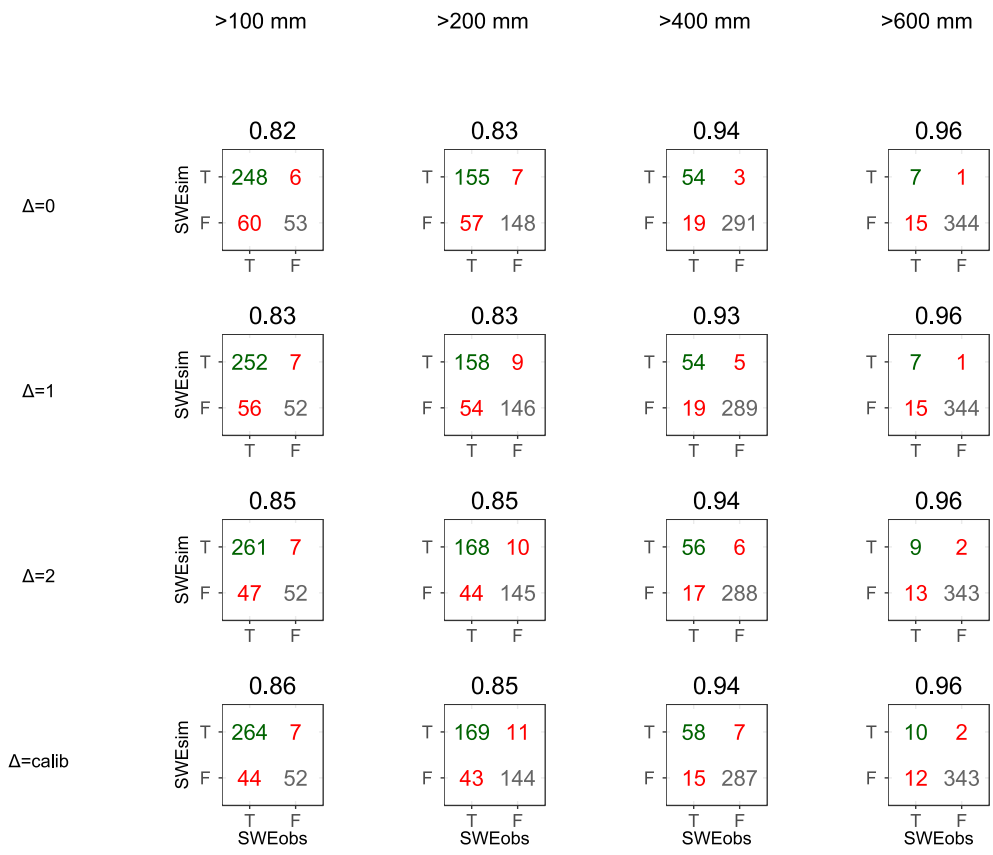 >100 mm >200 mm >400 mm >600 mm
0.82 0.83 0.94 0.96
T 248 6 T 155 7 T 54 3 T 7 1
Δ=0 SWEsim
F 60 53 F 57 148 F 19 291 F 15 344
T F T F T F T F
0.83 0.83 0.93 0.96
T 252 7 T 158 9 T 54 5 T 7 1
Δ=1 SWEsim
F 56 52 F 54 146 F 19 289 F 15 344
T F T F T F T F
0.85 0.85 0.94 0.96
T 261 7 T 168 10 T 56 6 T 9 2
Δ=2 SWEsim
F 47 52 F 44 145 F 17 288 F 13 343
T F T F T F T F
0.86 0.85 0.94 0.96
T 264 7 T 169 11 T 58 7 T 10 2
Δ=calib SWEsim
F 44 52 F 43 144 F 15 287 F 12 343
T F T F T F T F
SWEobs SWEobs SWEobs SWEobs